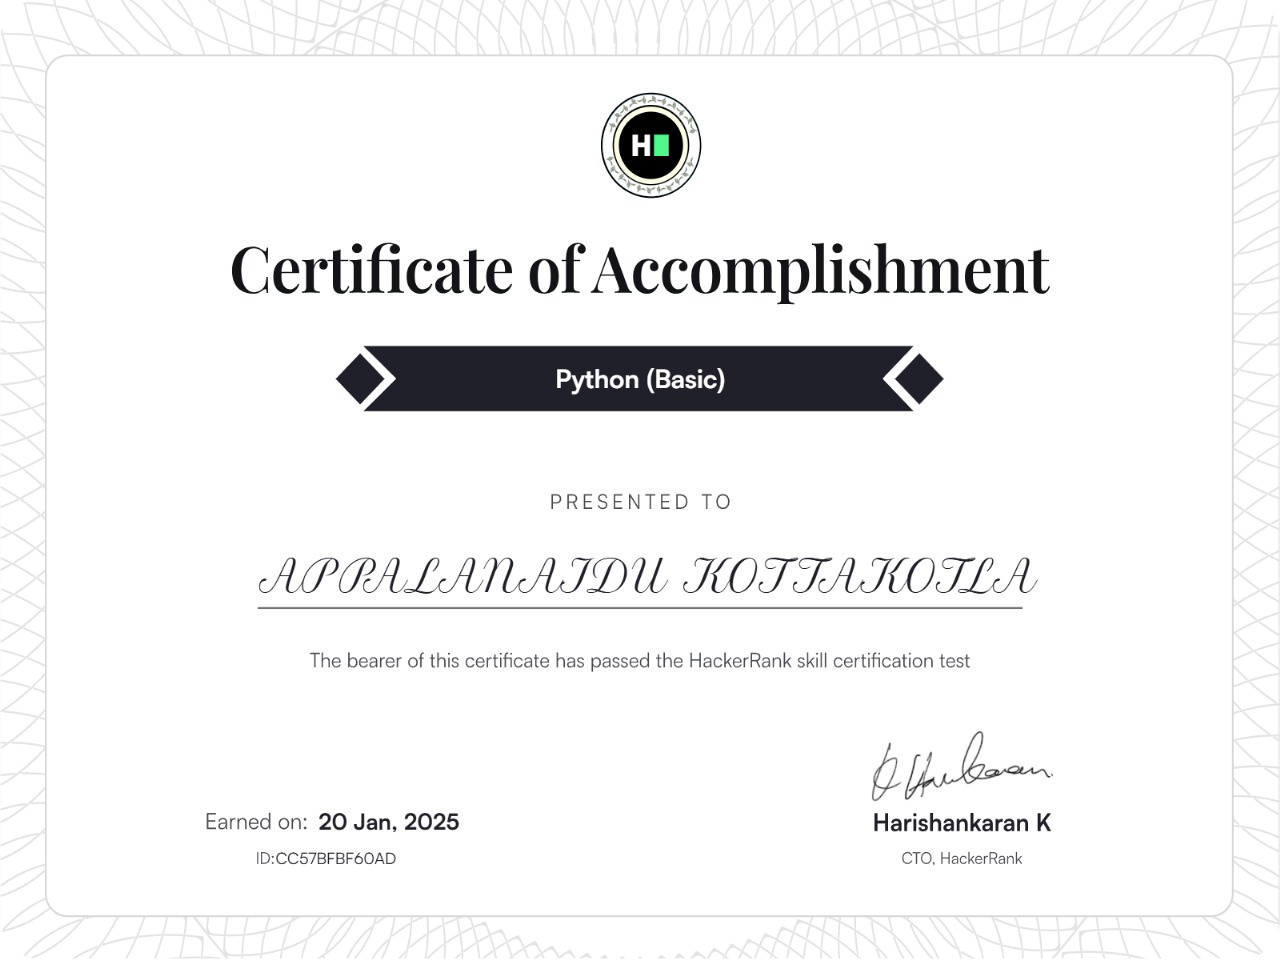 H
Certificate of Accomplishment
Python (Basic)
PRESENTED TO
APPALANAIDU KOTTAKOTLA
The bearer of this certificate has passed the HackerRank skill certification test
Earned on: 20 Jan, 2025
ID:CC57BFBF60AD
Harishankaran K
CTO, HackerRank